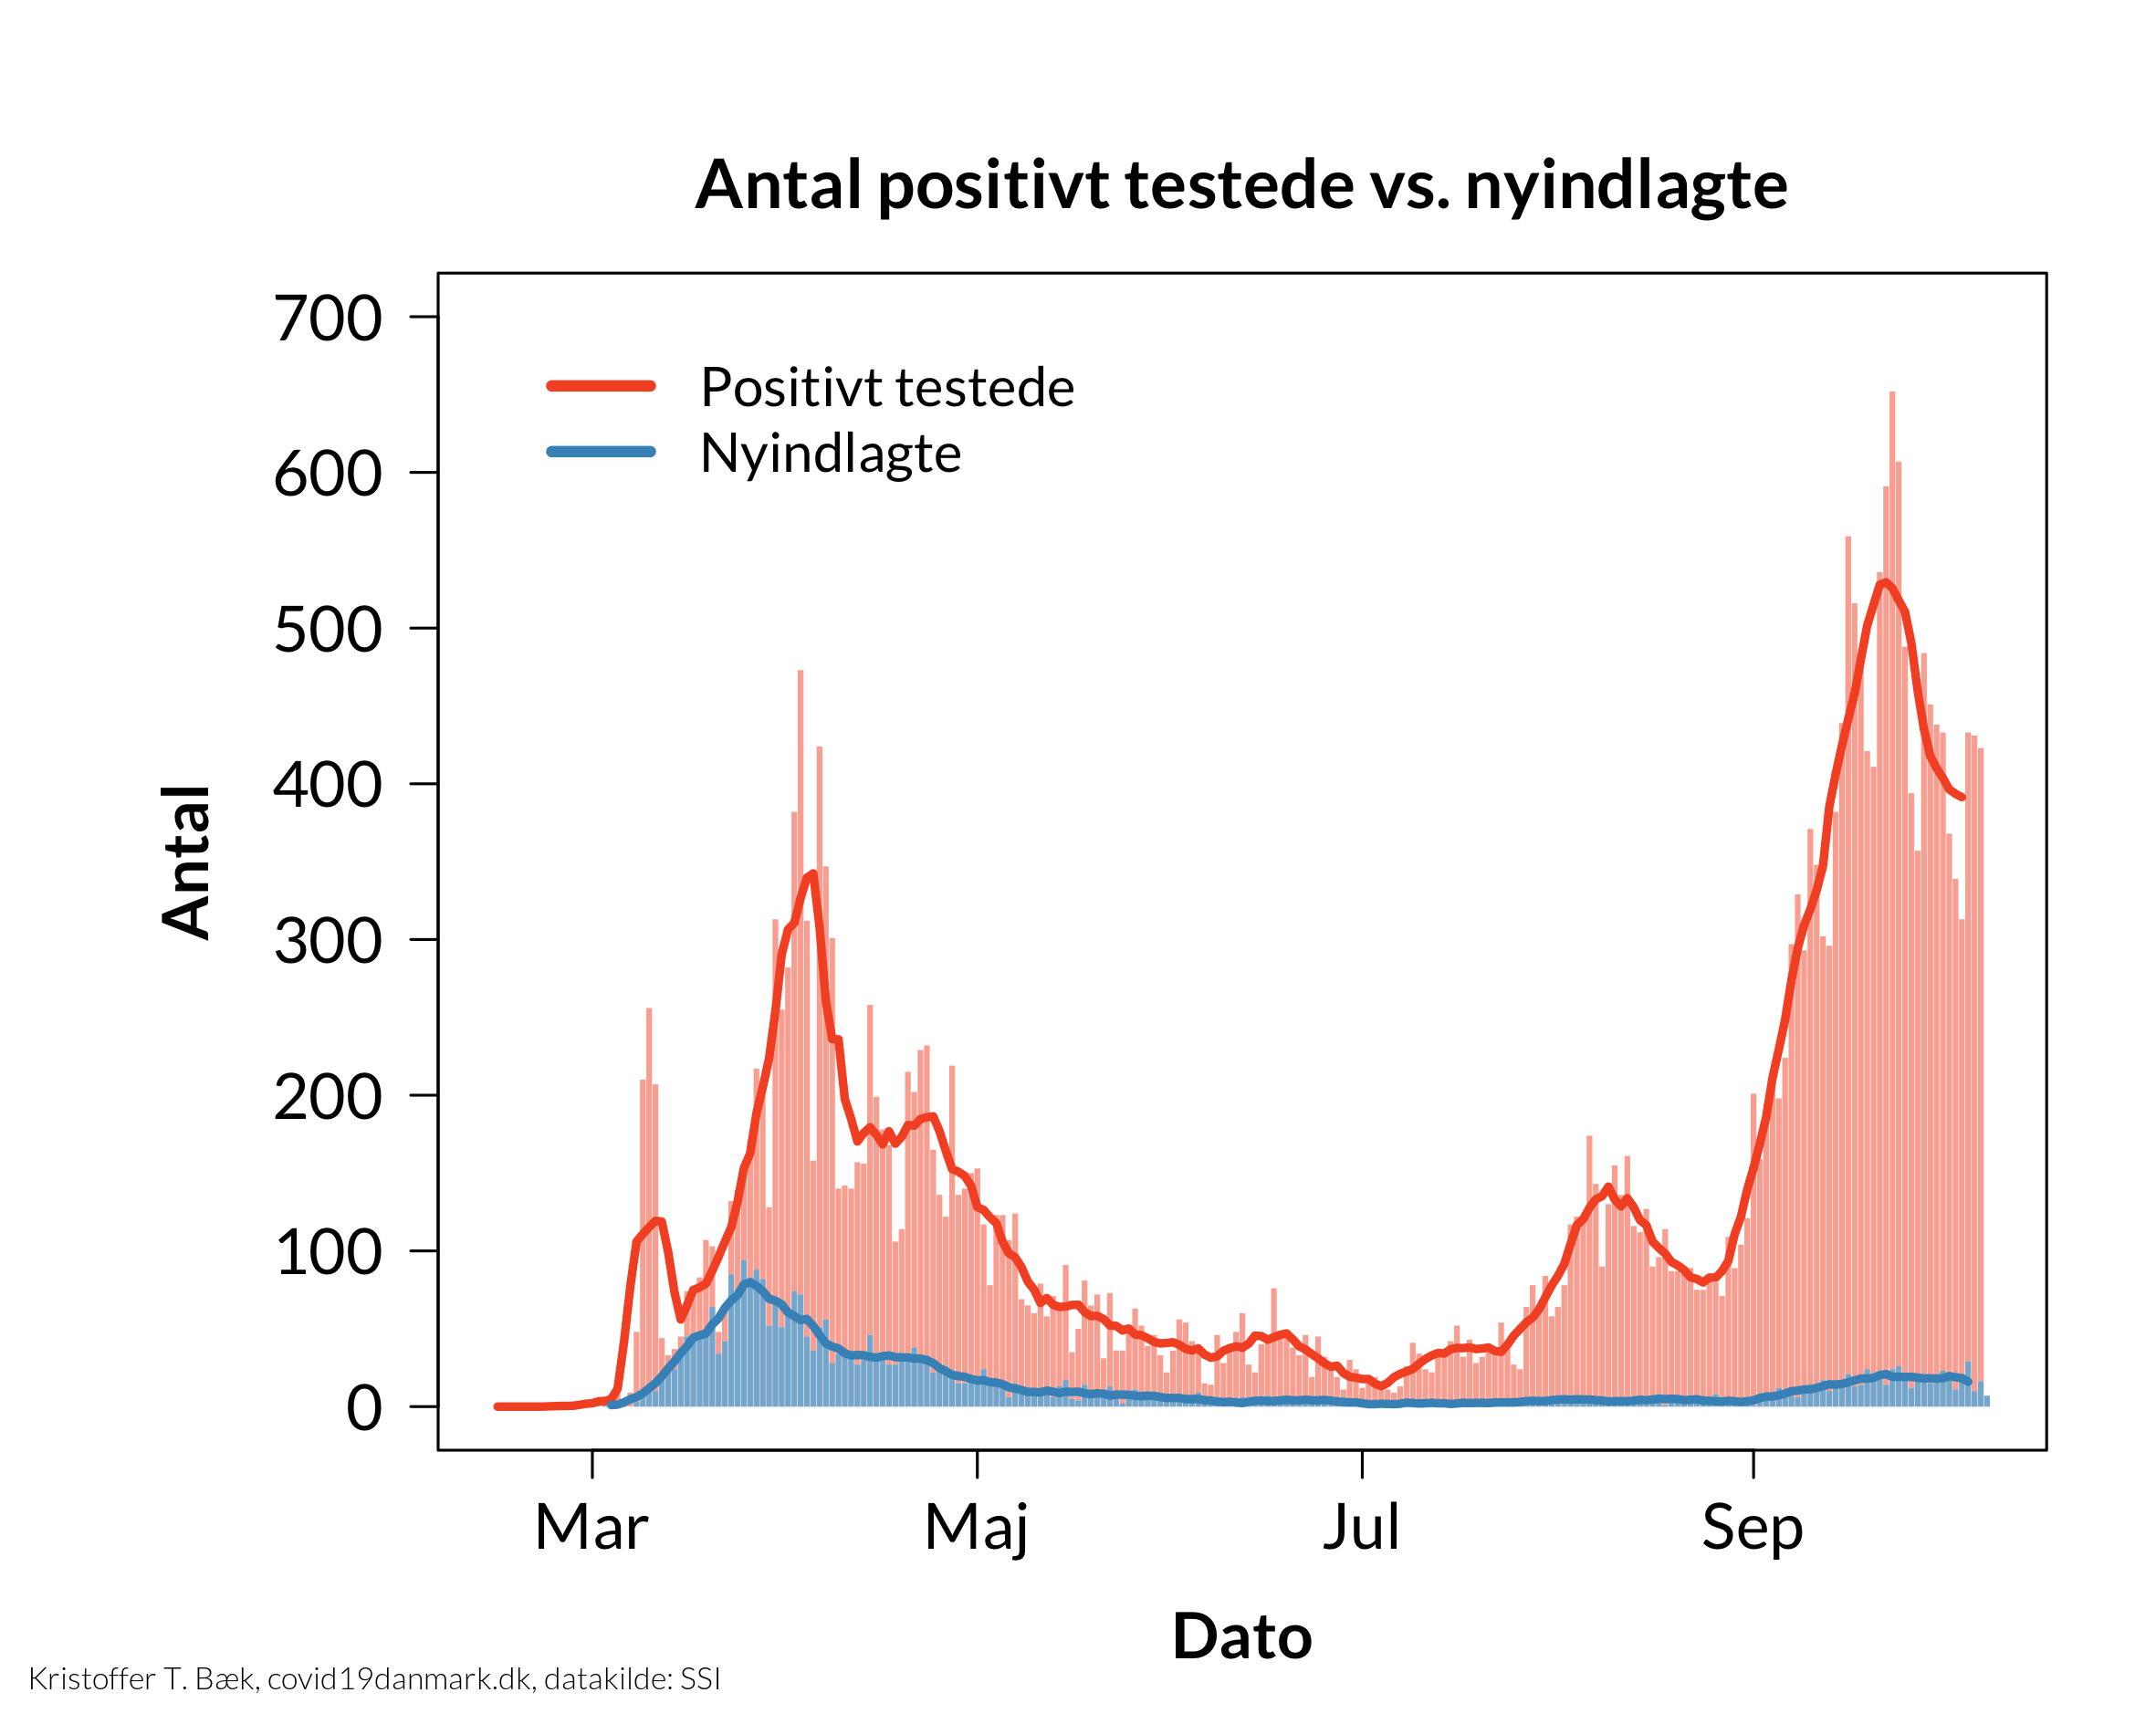 Antal positivt testede vs. nyindlagte
700
600
500
400
300
200
100
0
Antal
Positivt testede
Nyindlagte
Mar
Maj
Jul
Sep
Dato
Kristoffer T. Bæk, covid19danmark.dk, datakilde: SSI